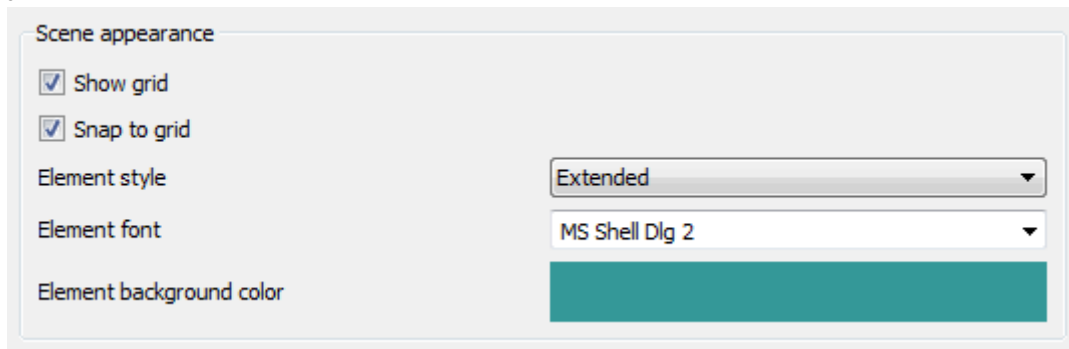 Scene appearance
Show grid
Snap to grid
Element style Extended
Element font MS Shell Dlg 2
Element background color